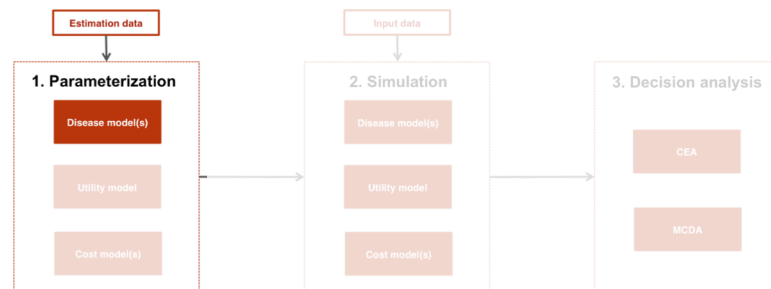 Estimation data
Input data
1. Parameterization
2. Simulation
3. Decision analysis
Disease model(s)
Disease model(s)
CEA
Utility model
Utility model
MCDA
Cost model(s)
Cost model(s)